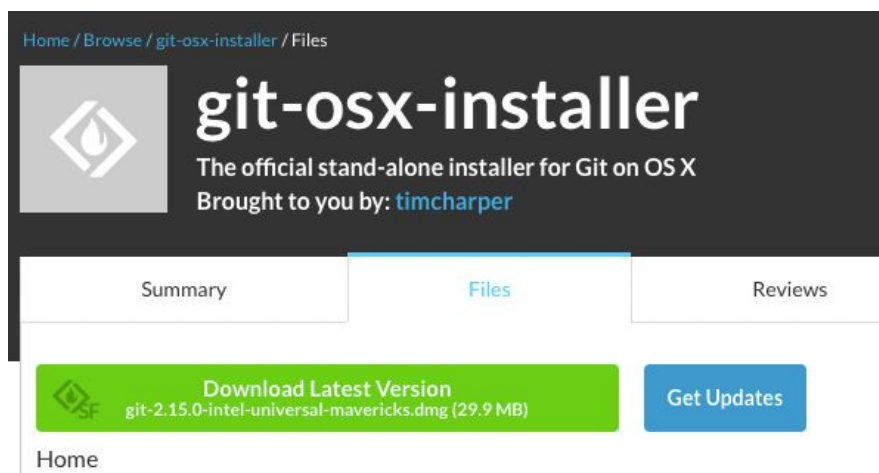 Home / Browse / git-osx-installer / Files
git-osx-installer
The official stand-alone installer for Git on OS X
Brought to you by: timcharper
Summary Files Reviews
Download Latest Version
SF git-2.15.0-intel-universal-mavericks.dmg (29.9 MB)
Get Updates
Home